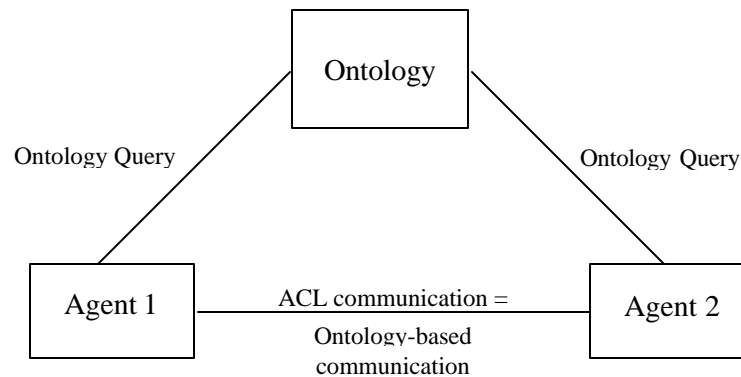 Ontology
Ontology Query
Ontology Query
Agent 1
ACL communication =
Agent 2
Ontology-based
communication